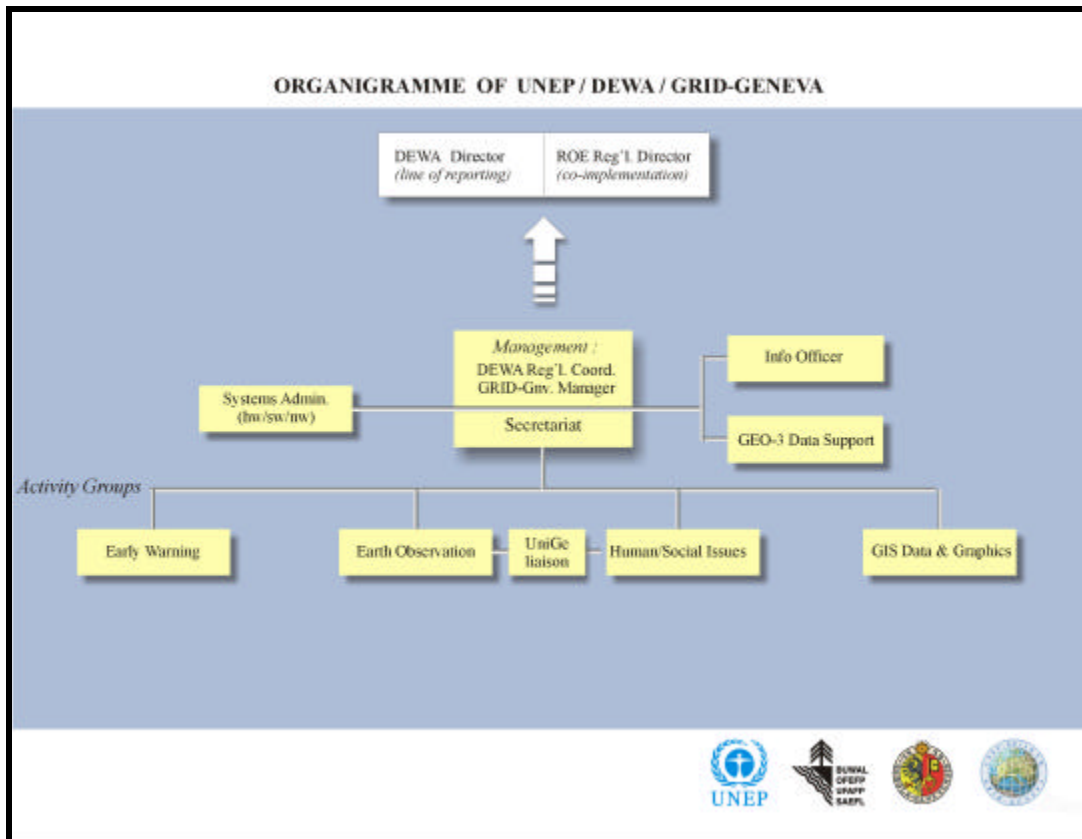 ORGANIGRAMME OF UNEP / DEWA / GRID-GENEVA
DEWA Director
(line of reporting)
ROE Reg'l. Director
(co-implementation)
Management :
DEWA Reg'l. Coord.
GRID-Gnv. Manager
Secretariat
Systems Admin.
(hw/sw/nw)
Info Officer
GEO-3 Data Support
Activity Groups
Early Warning
Earth Observation
UniGe
liaison
Human/Social Issues
GIS Data & Graphics
UNEP
BUWAL
OFEFP
UFAFP
SAEFL